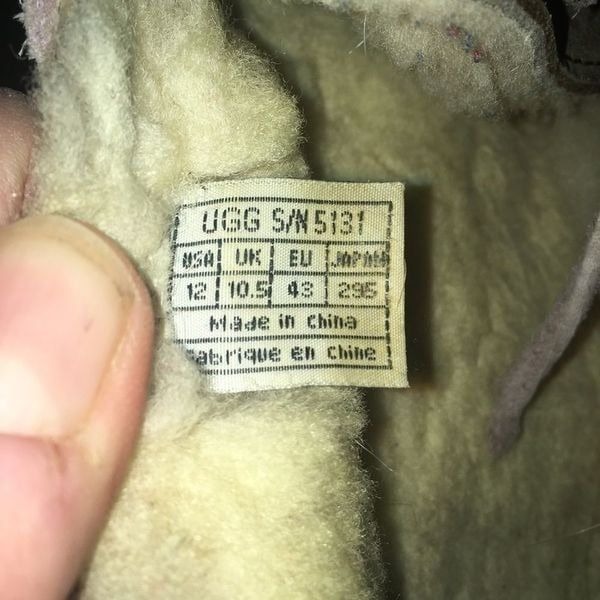 UGG S/N 5131
USA UK EU JAPAN
12 10.5 43 295
Made in China
Fabrique en chine